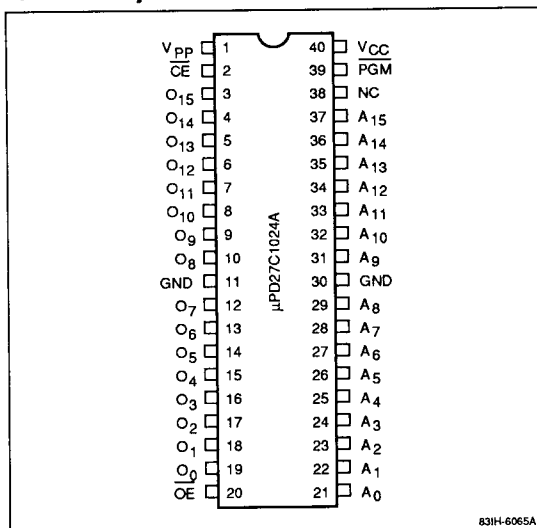 VPP 1 40 VCC
CE 2 39 PGM
O15 3 38 NC
O14 4 37 A15
O13 5 36 A14
O12 6 35 A13
O11 7 34 A12
O10 8 33 A11
O9 9 32 A10
O8 10 31 A9
GND 11 30 GND
O7 12 29 A8
O6 13 28 A7
O5 14 27 A6
O4 15 26 A5
O3 16 25 A4
O2 17 24 A3
O1 18 23 A2
O0 19 22 A1
OE 20 21 A0
µPD27C1024A
83IH-6065A